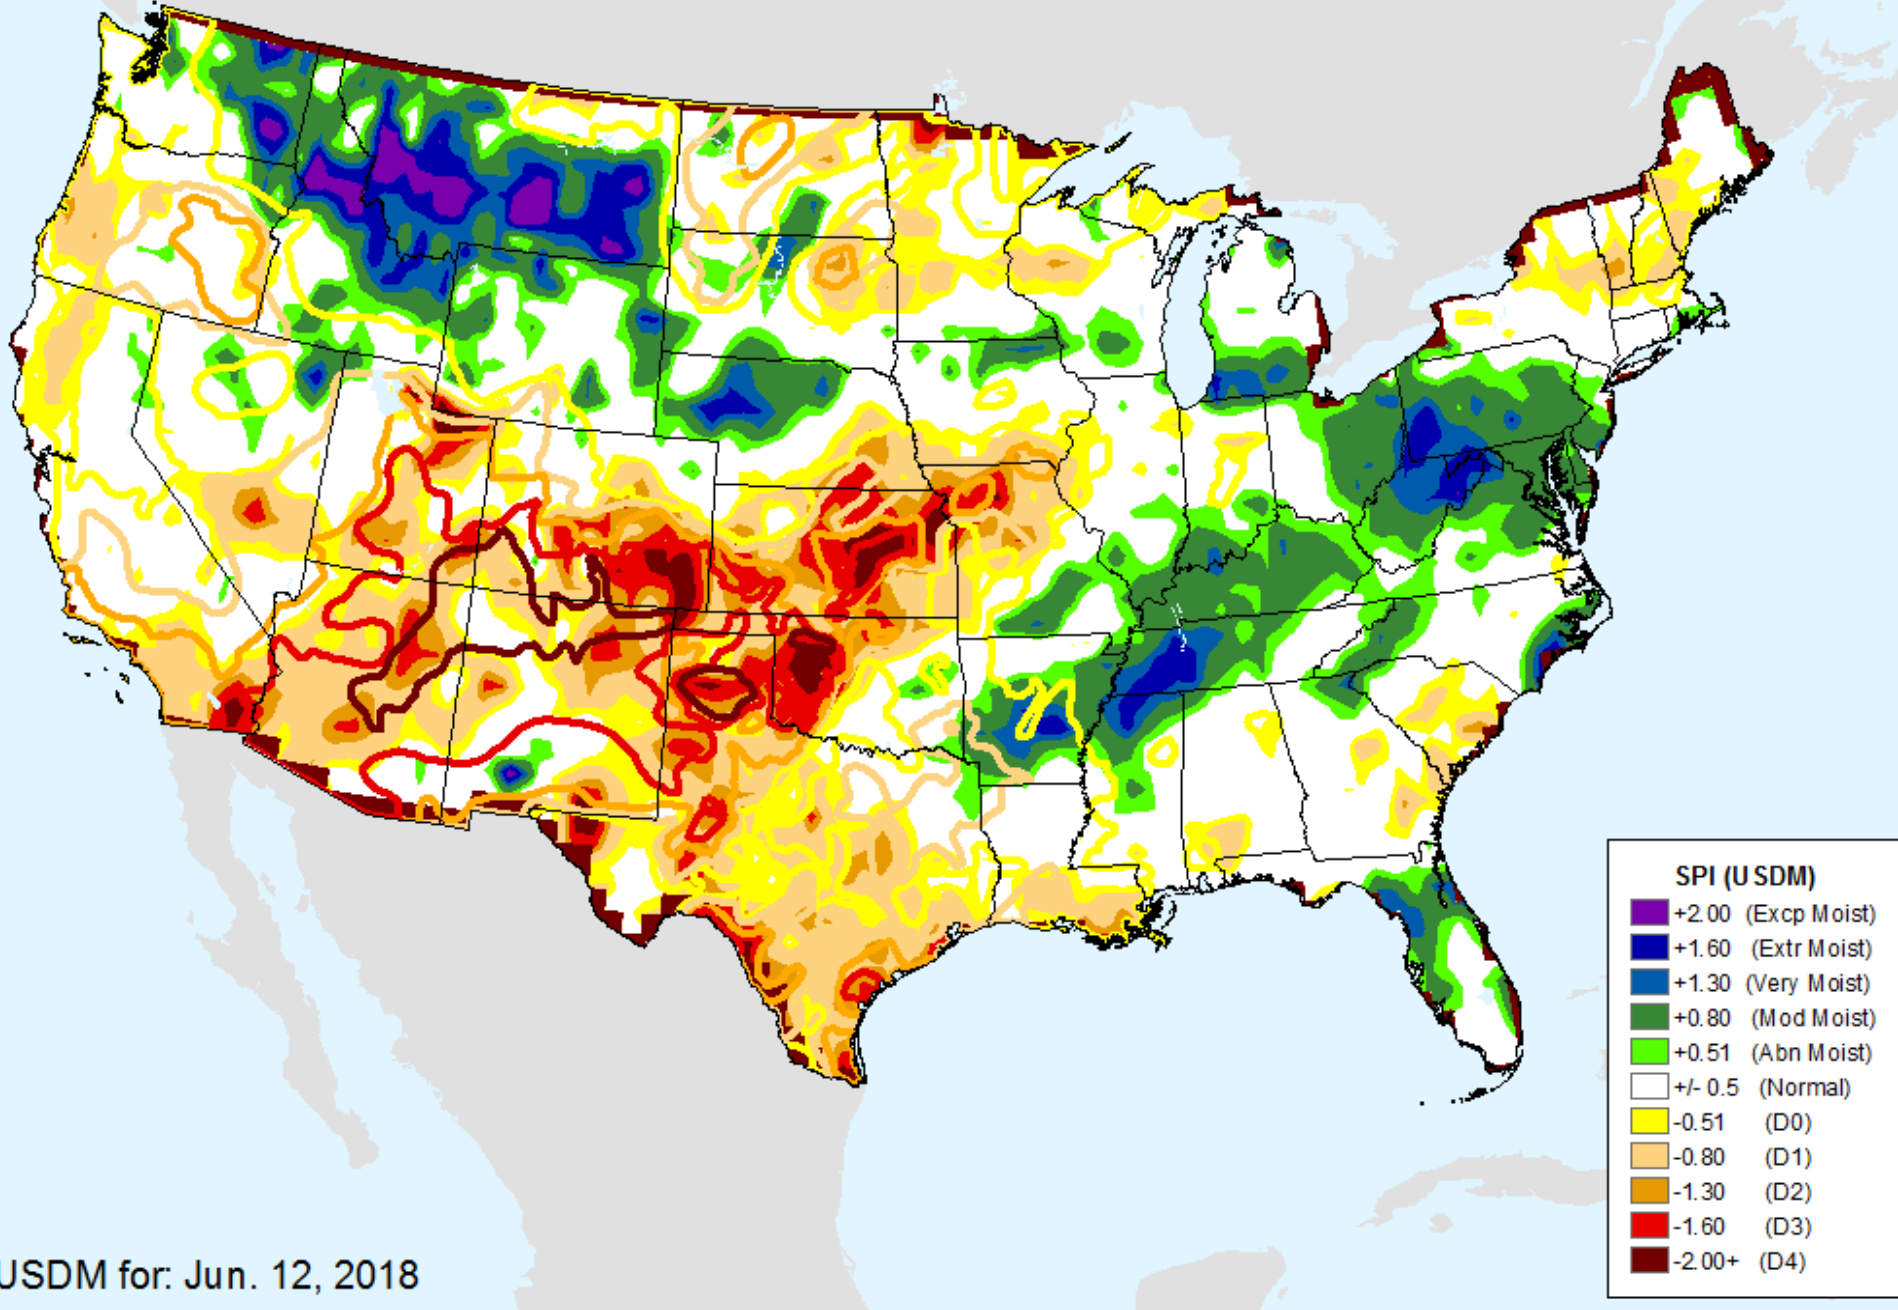 SPI (USDM)
+2.00 (Excp Moist)
+1.60 (Extr Moist)
+1.30 (Very Moist)
+0.80 (Mod Moist)
+0.51 (Abn Moist)
+/- 0.5 (Normal)
-0.51 (D0)
-0.80 (D1)
-1.30 (D2)
-1.60 (D3)
-2.00+ (D4)
USDM for: Jun. 12, 2018